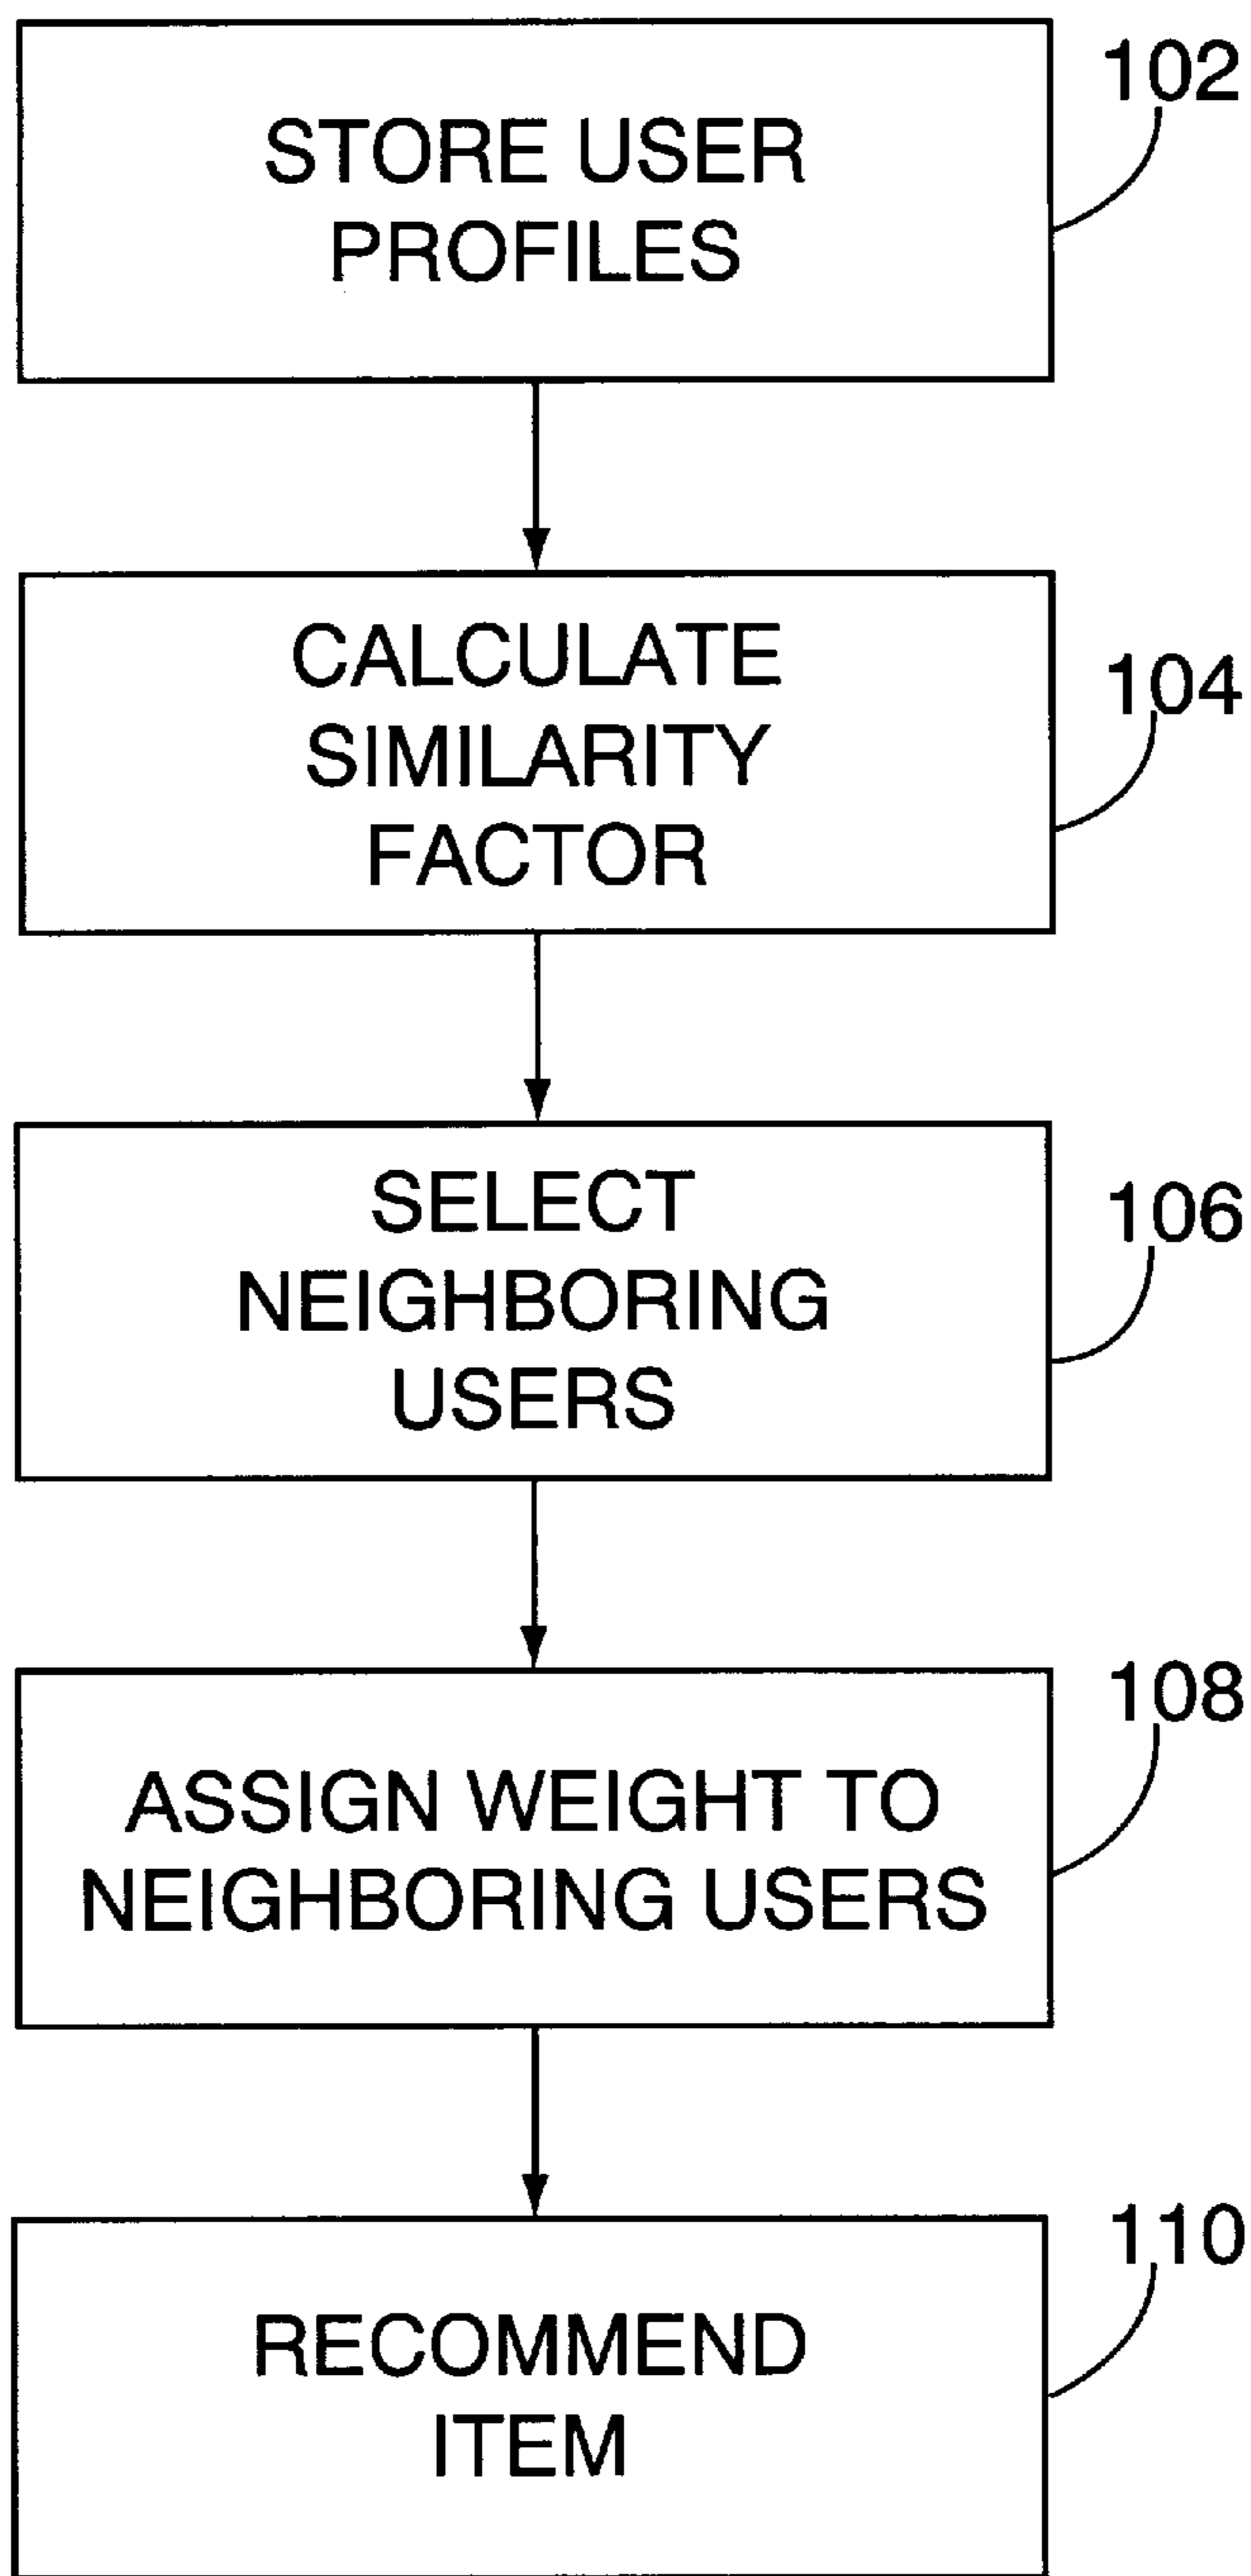 STORE USER
PROFILES
102
CALCULATE
SIMILARITY
FACTOR
104
SELECT
NEIGHBORING
USERS
106
ASSIGN WEIGHT TO
NEIGHBORING USERS
108
RECOMMEND
ITEM
110